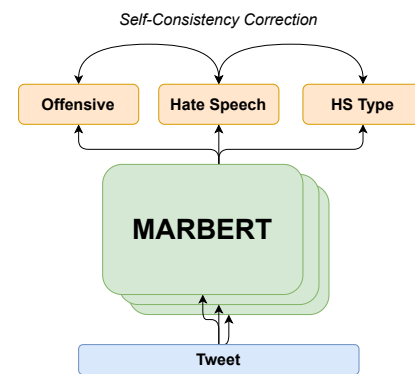 Self-Consistency Correction
Offensive
Hate Speech
HS Type
MARBERT
Tweet